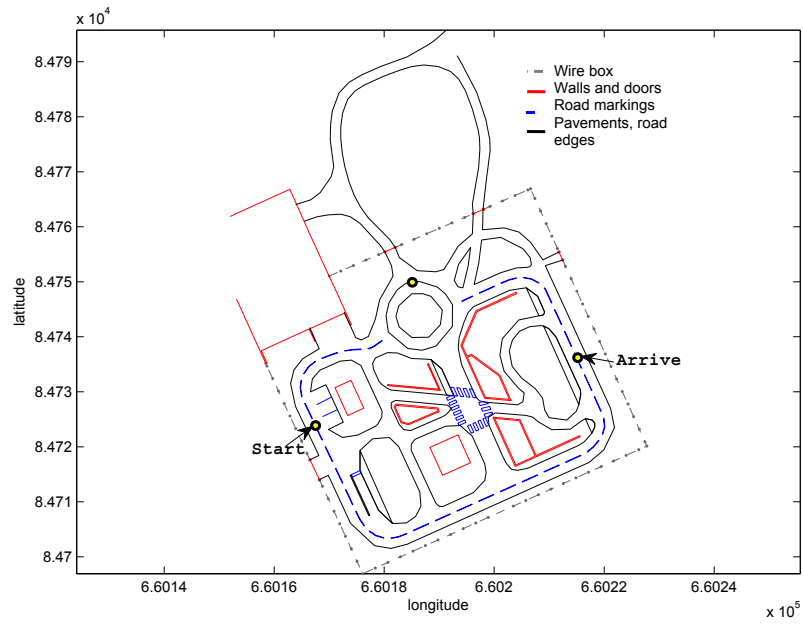 x 10⁴
8.479
8.478
8.477
8.476
8.475
8.474
8.473
8.472
8.471
8.47
latitude
Wire box
Walls and doors
Road markings
Pavements, road
edges
Arrive
Start
6.6014
6.6016
6.6018
6.602
6.6022
6.6024
longitude
x 10⁵